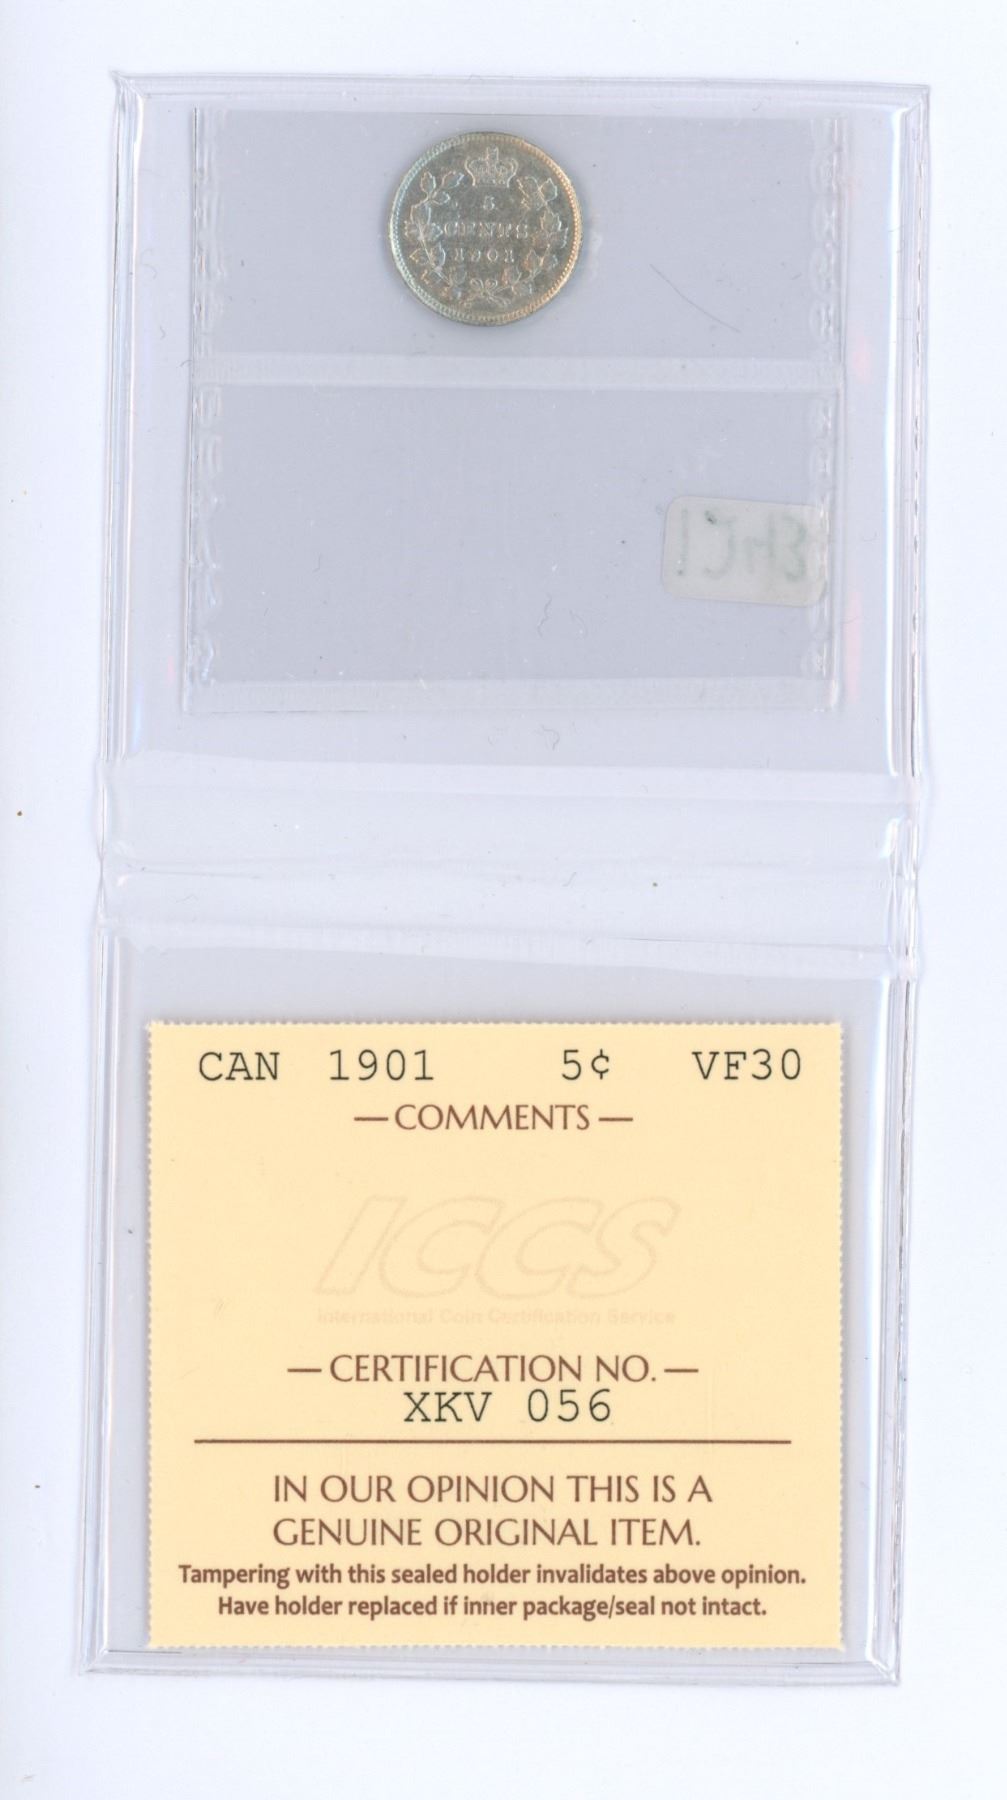 5
CENTS
1901
CAN 1901 5¢ VF30
— COMMENTS —
ICCS
International Coin Certification Service
— CERTIFICATION NO. —
XKV 056
IN OUR OPINION THIS IS A
GENUINE ORIGINAL ITEM.
Tampering with this sealed holder invalidates above opinion.
Have holder replaced if inner package/seal not intact.